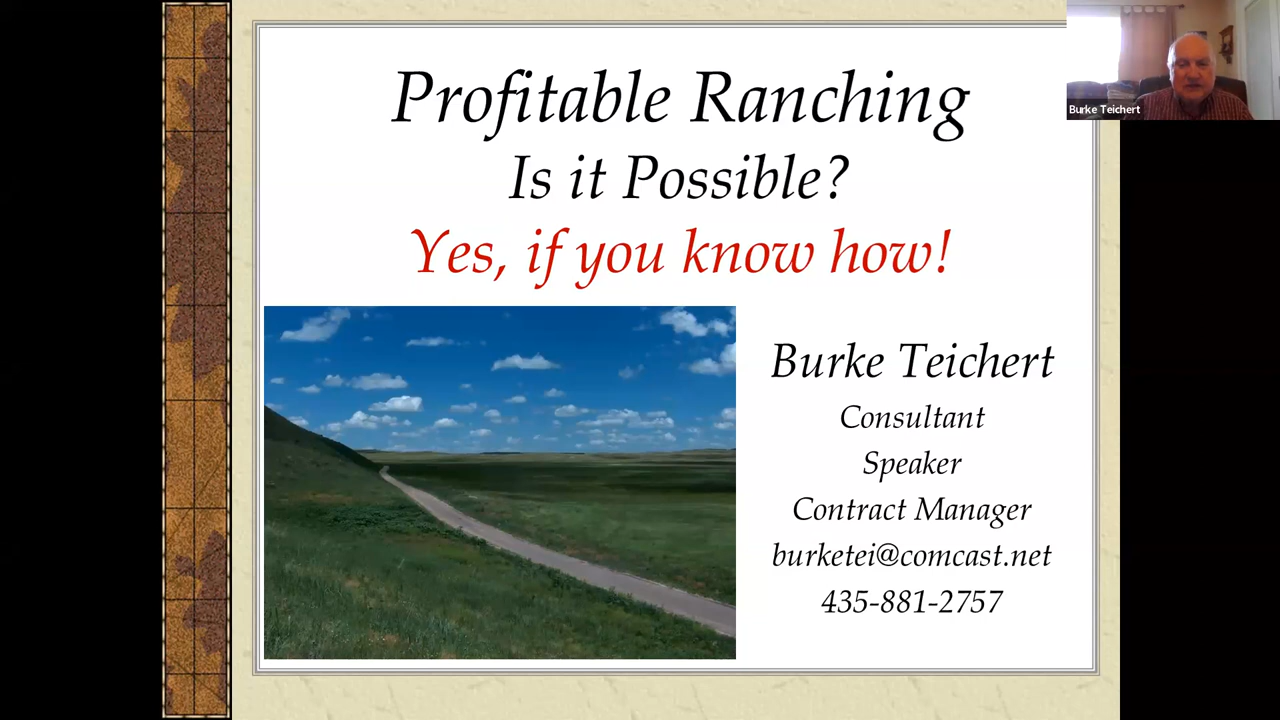 Profitable Ranching
Is it Possible?
Yes, if you know how!
Burke Teichert
Consultant
Speaker
Contract Manager
burketei@comcast.net
435-881-2757
Burke Teichert